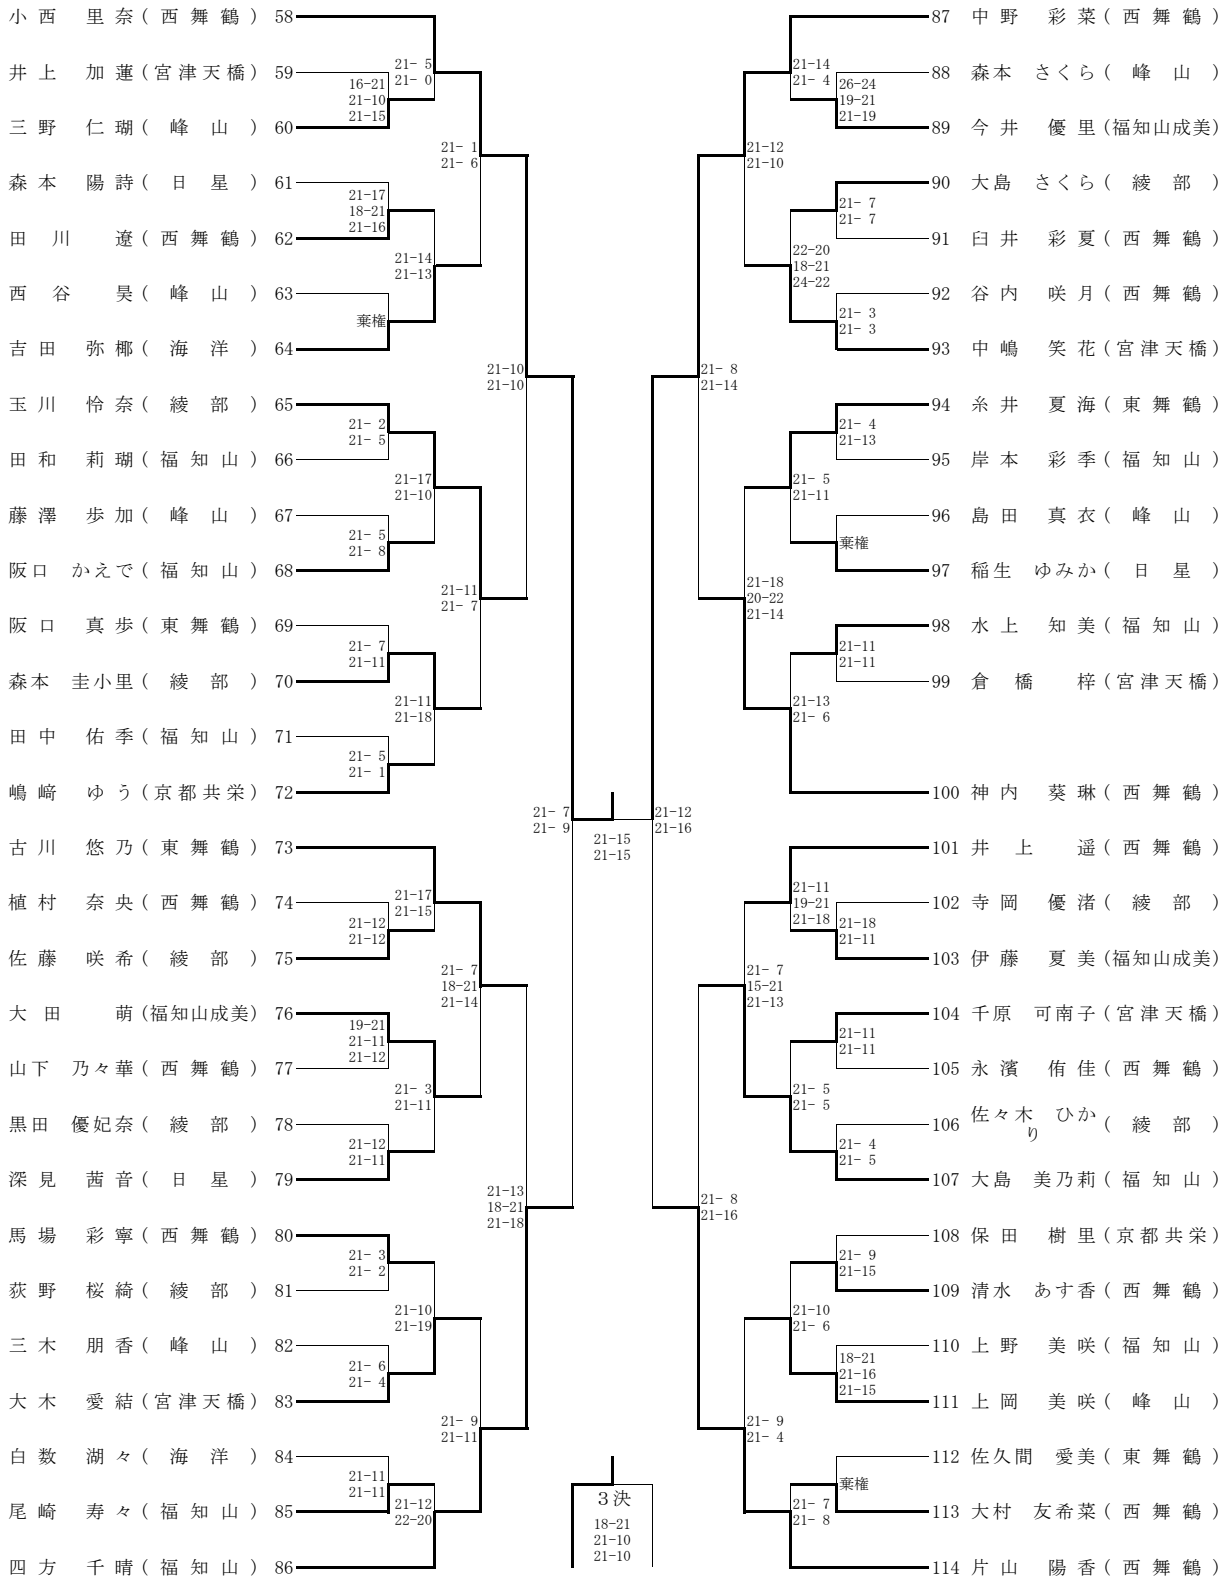 小西 里奈 ( 西舞鶴 ) 58
井上 加蓮 (宮津天橋) 59
三野 仁瑚 ( 峰山 ) 60
森本 陽詩 ( 日星 ) 61
田川 遼 ( 西舞鶴 ) 62
西谷 昊 ( 峰山 ) 63
吉田 弥椰 ( 海洋 ) 64
玉川 怜奈 ( 綾部 ) 65
田和 莉瑚 ( 福知山 ) 66
藤澤 歩加 ( 峰山 ) 67
阪口 かえで ( 福知山 ) 68
阪口 真歩 ( 東舞鶴 ) 69
森本 圭小里 ( 綾部 ) 70
田中 佑季 ( 福知山 ) 71
嶋﨑 ゆう (京都共栄) 72
古川 悠乃 ( 東舞鶴 ) 73
植村 奈央 ( 西舞鶴 ) 74
佐藤 咲希 ( 綾部 ) 75
大田 萌 (福知山成美) 76
山下 乃々華 ( 西舞鶴 ) 77
黒田 優妃奈 ( 綾部 ) 78
深見 茜音 ( 日星 ) 79
馬場 彩寧 ( 西舞鶴 ) 80
荻野 桜綺 ( 綾部 ) 81
三木 朋香 ( 峰山 ) 82
大木 愛結 (宮津天橋) 83
白数 湖々 ( 海洋 ) 84
尾崎 寿々 ( 福知山 ) 85
四方 千晴 ( 福知山 ) 86
16-21
21-10
21-15
21-17
18-21
21-16
棄権
21- 2
21- 5
21- 5
21- 8
21- 7
21-11
21- 5
21- 1
21-12
21-12
19-21
21-11
21-12
21-12
21-11
21- 3
21- 2
21- 6
21- 4
21-11
21-11
21- 5
21- 0
21-14
21-13
21-17
21-10
21-11
21-18
21-17
21-15
21- 3
21-11
21-10
21-19
21-12
22-20
21- 1
21- 6
21-11
21- 7
21- 7
18-21
21-14
21- 9
21-11
21-10
21-10
21-13
18-21
21-18
21- 7
21- 9
21-15
21-15
3決
18-21
21-10
21-10
21-12
21-16
21- 8
21-14
21- 8
21-16
21-12
21-10
21-18
20-22
21-14
21- 7
15-21
21-13
21- 9
21- 4
21-14
21- 4
22-20
18-21
24-22
21- 5
21-11
21-13
21- 6
21-11
19-21
21-18
21- 5
21- 5
21-10
21- 6
21- 7
21- 8
26-24
19-21
21-19
21- 7
21- 7
21- 3
21- 3
21- 4
21-13
棄権
21-11
21-11
21-18
21-11
21-11
21-11
21- 4
21- 5
21- 9
21-15
18-21
21-16
21-15
棄権
87 中野 彩菜 ( 西舞鶴 )
88 森本 さくら ( 峰山 )
89 今井 優里 (福知山成美)
90 大島 さくら ( 綾部 )
91 臼井 彩夏 ( 西舞鶴 )
92 谷内 咲月 ( 西舞鶴 )
93 中嶋 笑花 (宮津天橋)
94 糸井 夏海 ( 東舞鶴 )
95 岸本 彩季 ( 福知山 )
96 島田 真衣 ( 峰山 )
97 稲生 ゆみか ( 日星 )
98 水上 知美 ( 福知山 )
99 倉橋 梓 (宮津天橋)
100 神内 葵琳 ( 西舞鶴 )
101 井上 遥 ( 西舞鶴 )
102 寺岡 優渚 ( 綾部 )
103 伊藤 夏美 (福知山成美)
104 千原 可南子 (宮津天橋)
105 永濱 侑佳 ( 西舞鶴 )
106 佐々木 ひか
り ( 綾部 )
107 大島 美乃莉 ( 福知山 )
108 保田 樹里 (京都共栄)
109 清水 あす香 ( 西舞鶴 )
110 上野 美咲 ( 福知山 )
111 上岡 美咲 ( 峰山 )
112 佐久間 愛美 ( 東舞鶴 )
113 大村 友希菜 ( 西舞鶴 )
114 片山 陽香 ( 西舞鶴 )